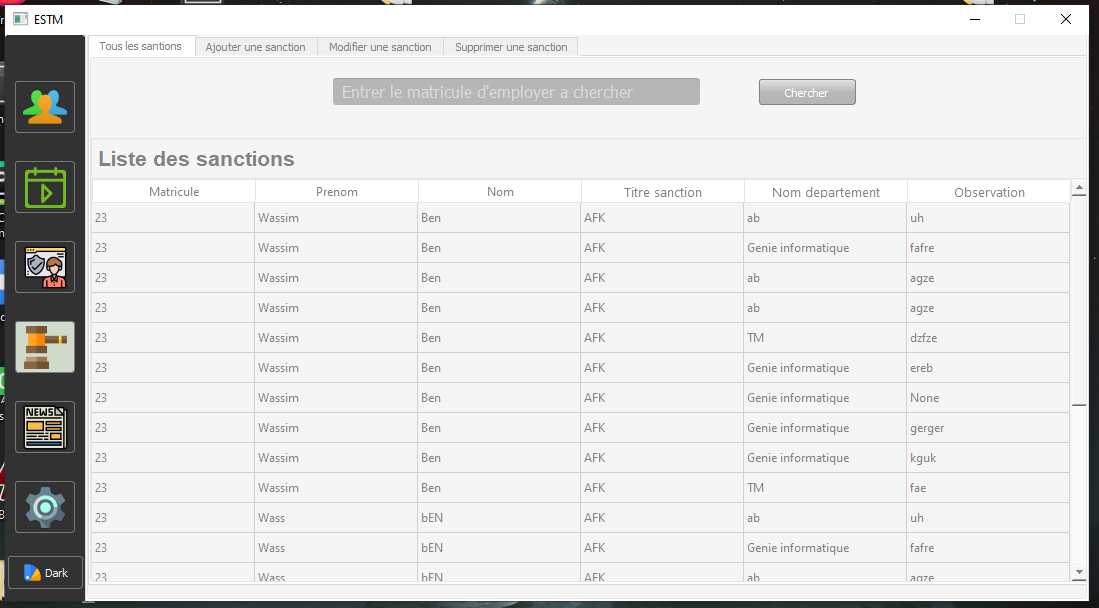 ESTM
Tous les santions Ajouter une sanction Modifier une sanction Supprimer une sanction
Entrer le matricule d'employer a chercher Chercher
Liste des sanctions
Matricule Prenom Nom Titre sanction Nom departement Observation
23 Wassim Ben AFK ab uh
23 Wassim Ben AFK Genie informatique fafre
23 Wassim Ben AFK ab agze
23 Wassim Ben AFK ab agze
23 Wassim Ben AFK TM dzfze
23 Wassim Ben AFK Genie informatique ereb
23 Wassim Ben AFK Genie informatique None
23 Wassim Ben AFK Genie informatique gerger
23 Wassim Ben AFK Genie informatique kguk
23 Wassim Ben AFK TM fae
23 Wass bEN AFK ab uh
23 Wass bEN AFK Genie informatique fafre
23 Wass bEN AFK ab agze
NEWS
Dark